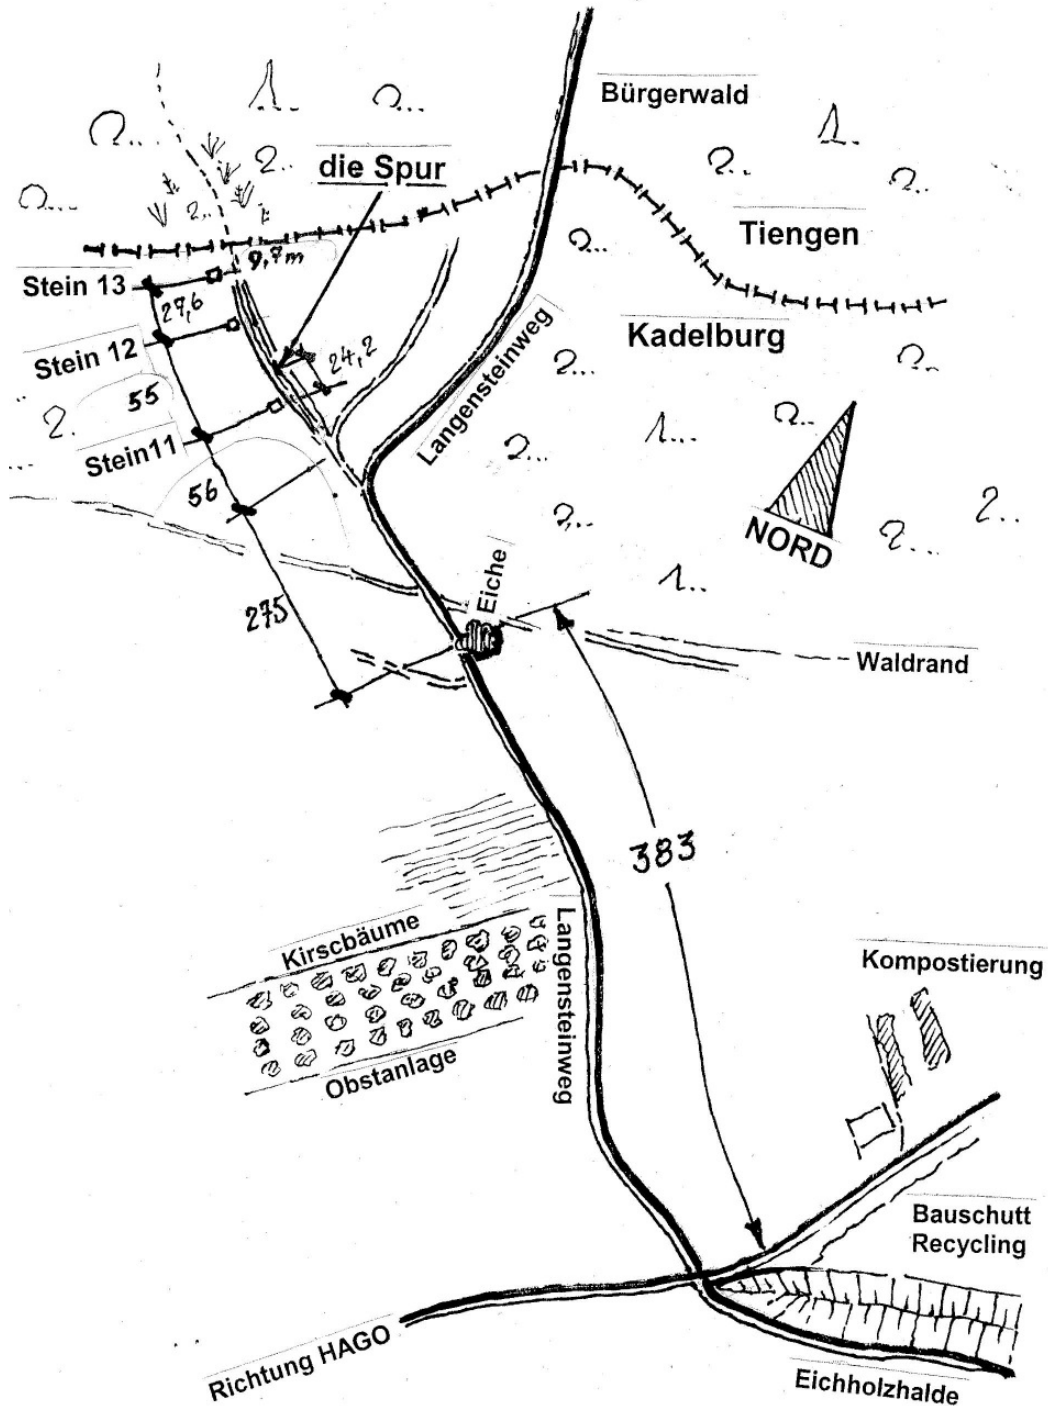 Bürgerwald
die Spur
Tiengen
9,7m
Stein 13
27,6
Kadelburg
Stein 12
24,2
Langensteinweg
55
Stein11
56
NORD
Eiche
275
Waldrand
383
Kirscbäume
Langensteinweg
Kompostierung
Obstanlage
Bauschutt
Recycling
Richtung HAGO
Eichholzhalde